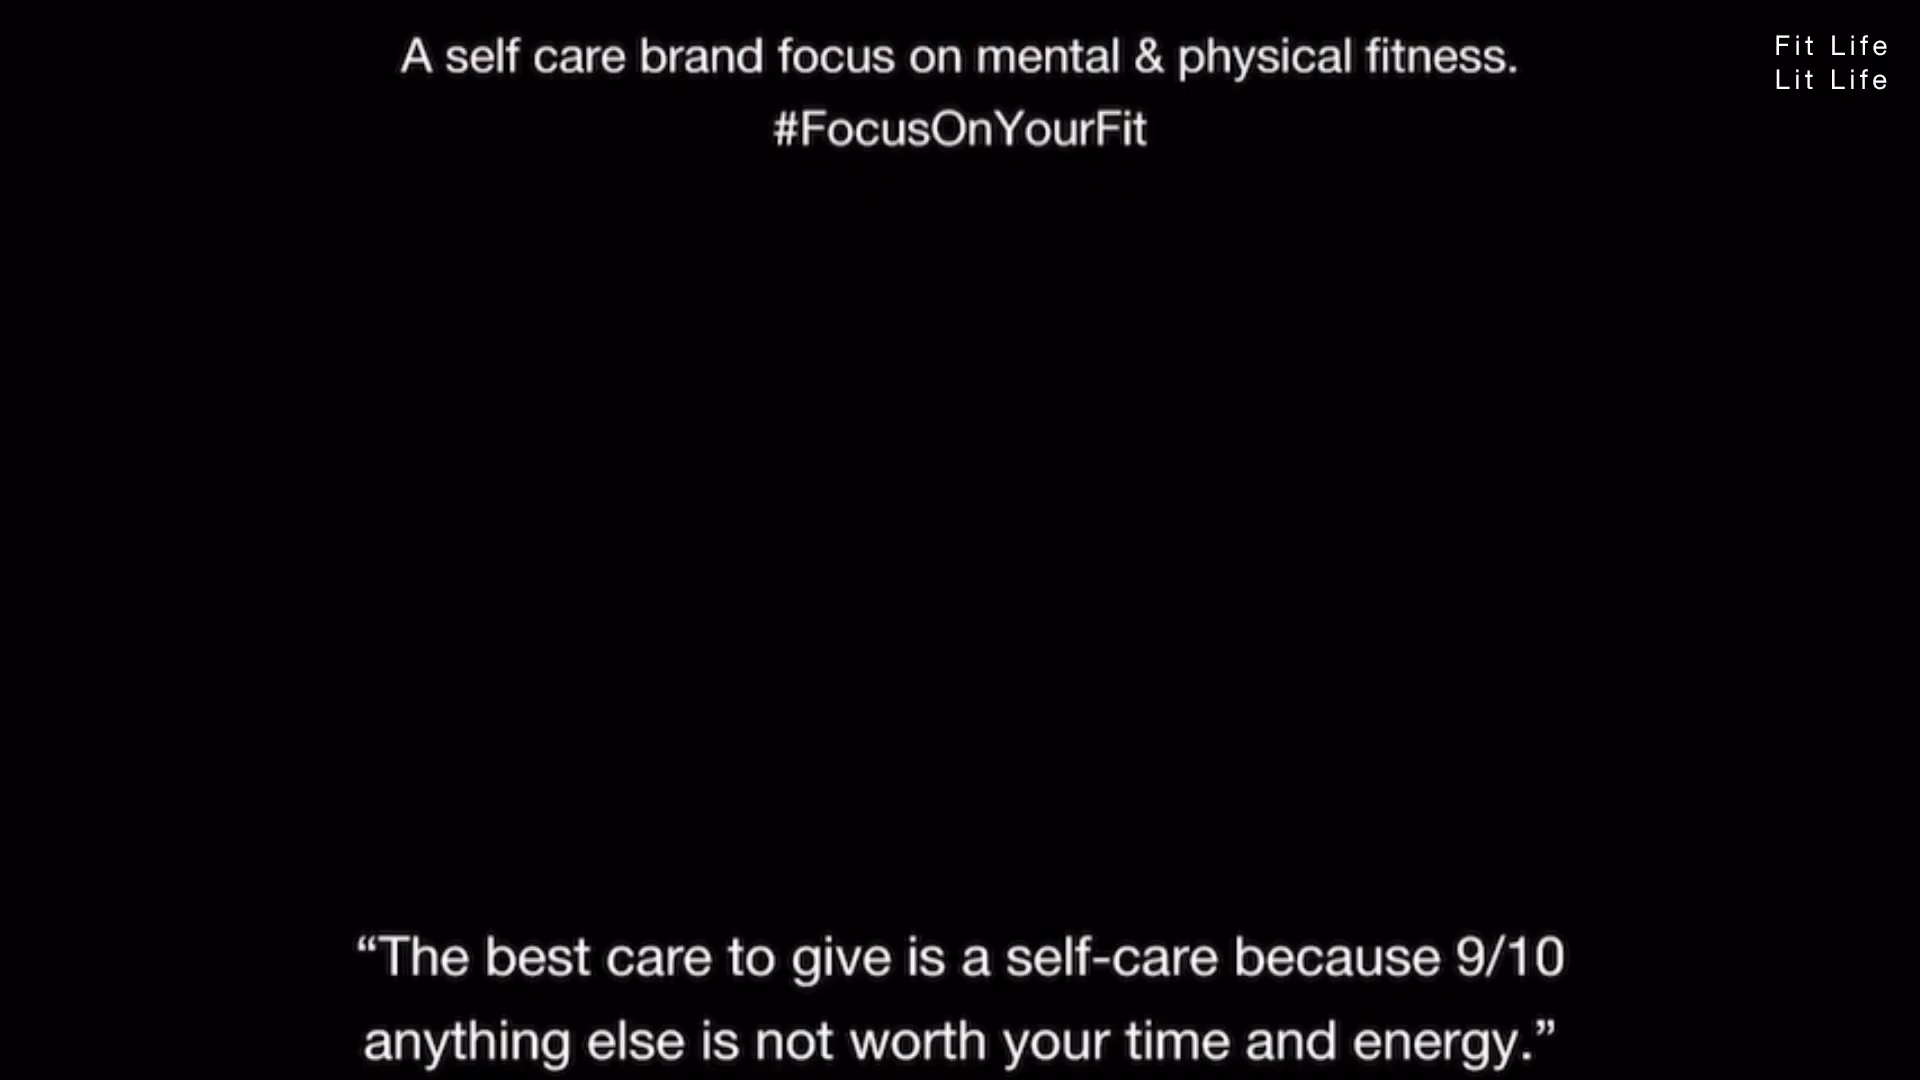 A self care brand focus on mental & physical fitness.
#FocusOnYourFit
Fit Life
Lit Life
“The best care to give is a self-care because 9/10
anything else is not worth your time and energy.”